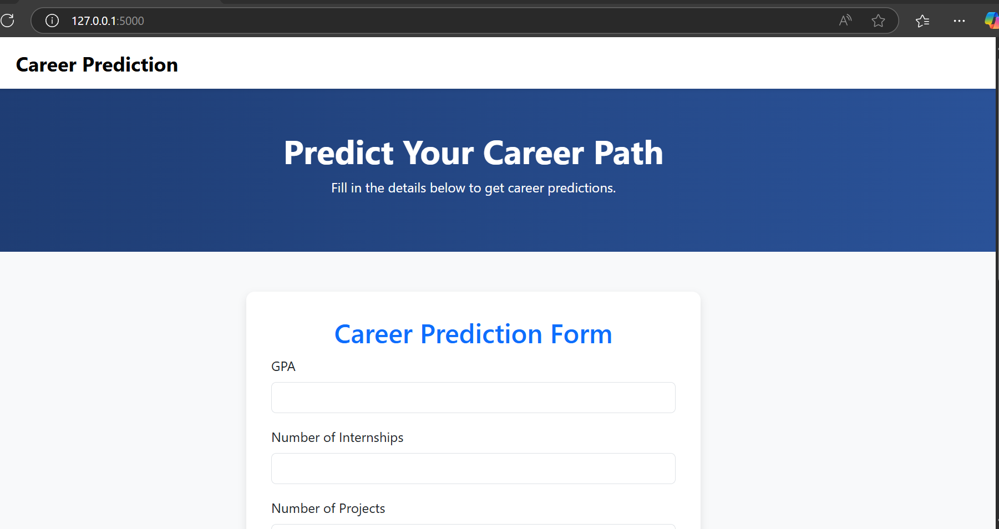 127.0.0.1:5000
Career Prediction
Predict Your Career Path
Fill in the details below to get career predictions.
Career Prediction Form
GPA
Number of Internships
Number of Projects